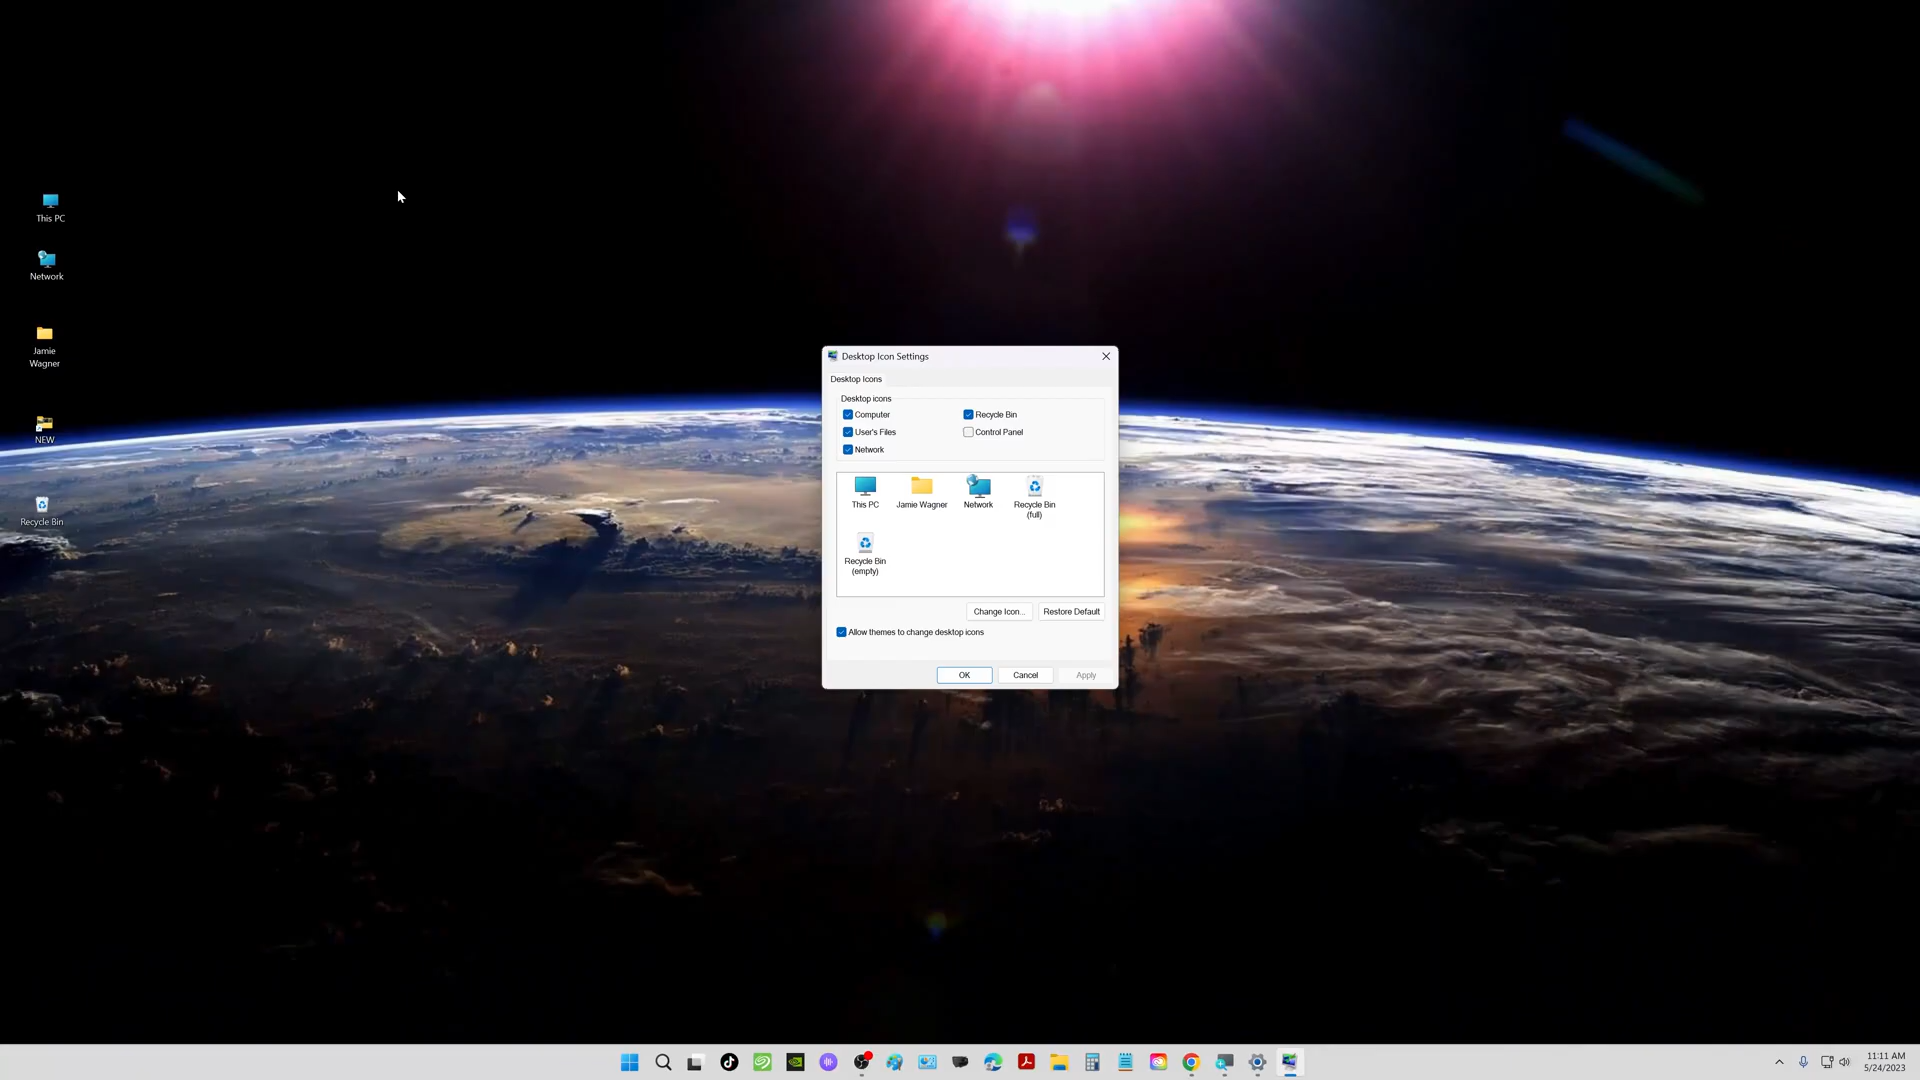 This PC
Network
Jamie
Wagner
NEW
Recycle Bin
Desktop Icon Settings
Desktop Icons
Desktop icons
Computer
Recycle Bin
User's Files
Control Panel
Network
This PC
Jamie Wagner
Network
Recycle Bin
(full)
Recycle Bin
(empty)
Change Icon...
Restore Default
Allow themes to change desktop icons
OK
Cancel
Apply
11:11 AM
5/24/2023